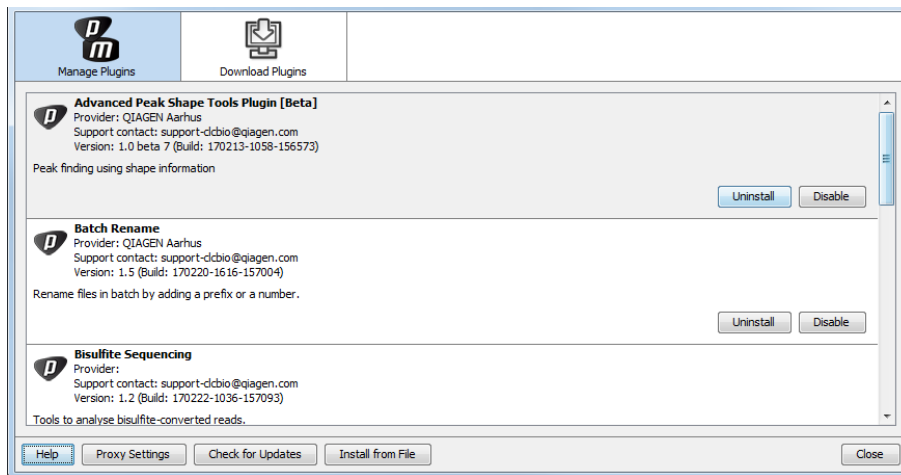 Manage Plugins
Download Plugins
Advanced Peak Shape Tools Plugin [Beta]
Provider: QIAGEN Aarhus
Support contact: support-clcbio@qiagen.com
Version: 1.0 beta 7 (Build: 170213-1058-156573)
Peak finding using shape information
Uninstall
Disable
Batch Rename
Provider: QIAGEN Aarhus
Support contact: support-clcbio@qiagen.com
Version: 1.5 (Build: 170220-1616-157004)
Rename files in batch by adding a prefix or a number.
Uninstall
Disable
Bisulfite Sequencing
Provider:
Support contact: support-clcbio@qiagen.com
Version: 1.2 (Build: 170222-1036-157093)
Tools to analyse bisulfite-converted reads.
Help
Proxy Settings
Check for Updates
Install from File
Close